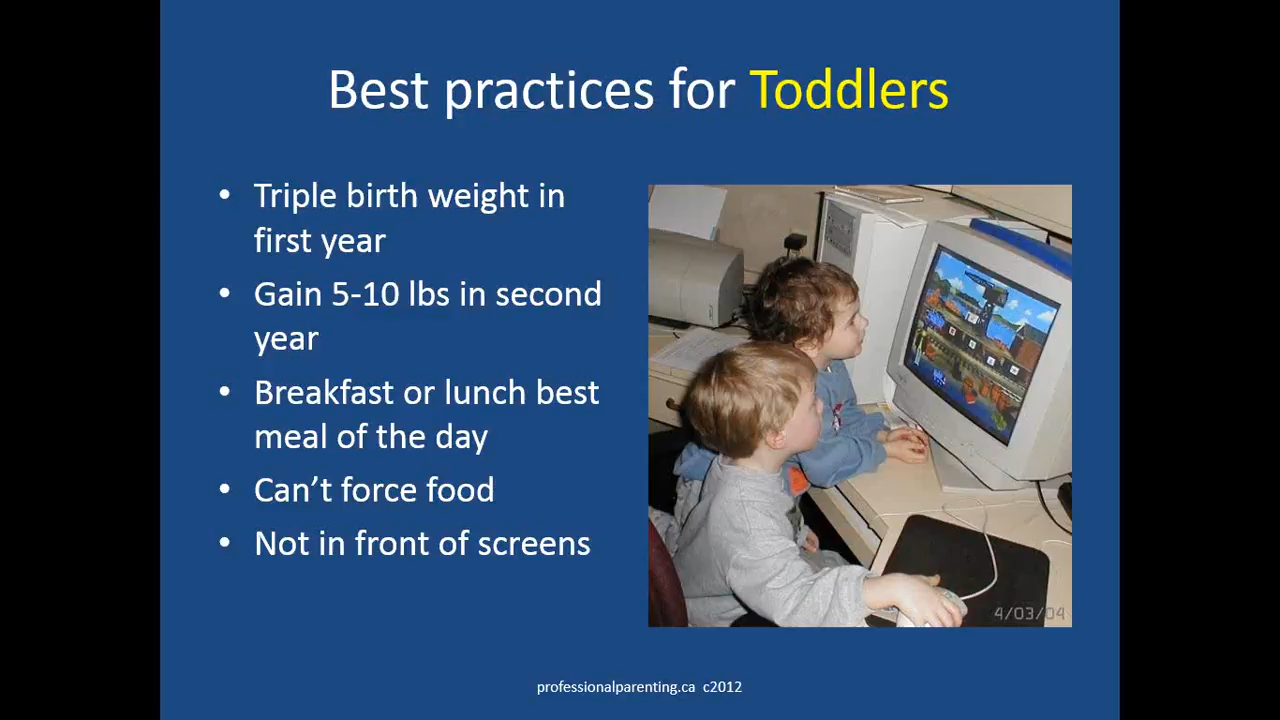 Best practices for Toddlers
• Triple birth weight in
first year
• Gain 5-10 lbs in second
year
• Breakfast or lunch best
meal of the day
• Can’t force food
• Not in front of screens
4/03/04
professionalparenting.ca c2012